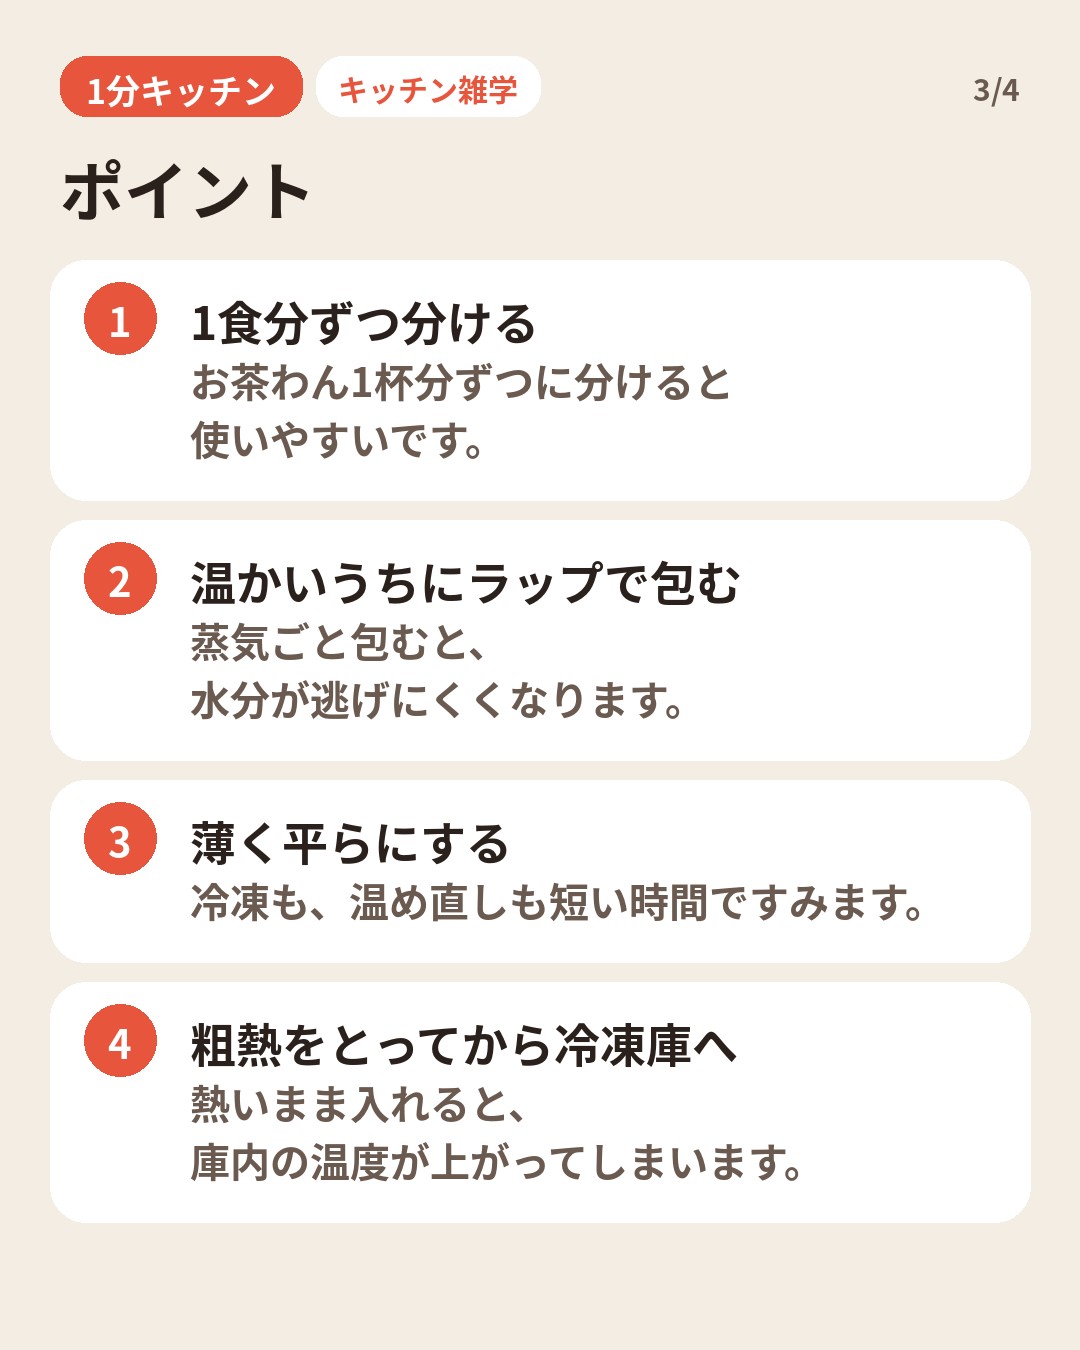 1分キッチン
キッチン雑学
3/4
ポイント
1
1食分ずつ分ける
お茶わん1杯分ずつに分けると
使いやすいです。
2
温かいうちにラップで包む
蒸気ごと包むと、
水分が逃げにくくなります。
3
薄く平らにする
冷凍も、温め直しも短い時間ですみます。
4
粗熱をとってから冷凍庫へ
熱いまま入れると、
庫内の温度が上がってしまいます。